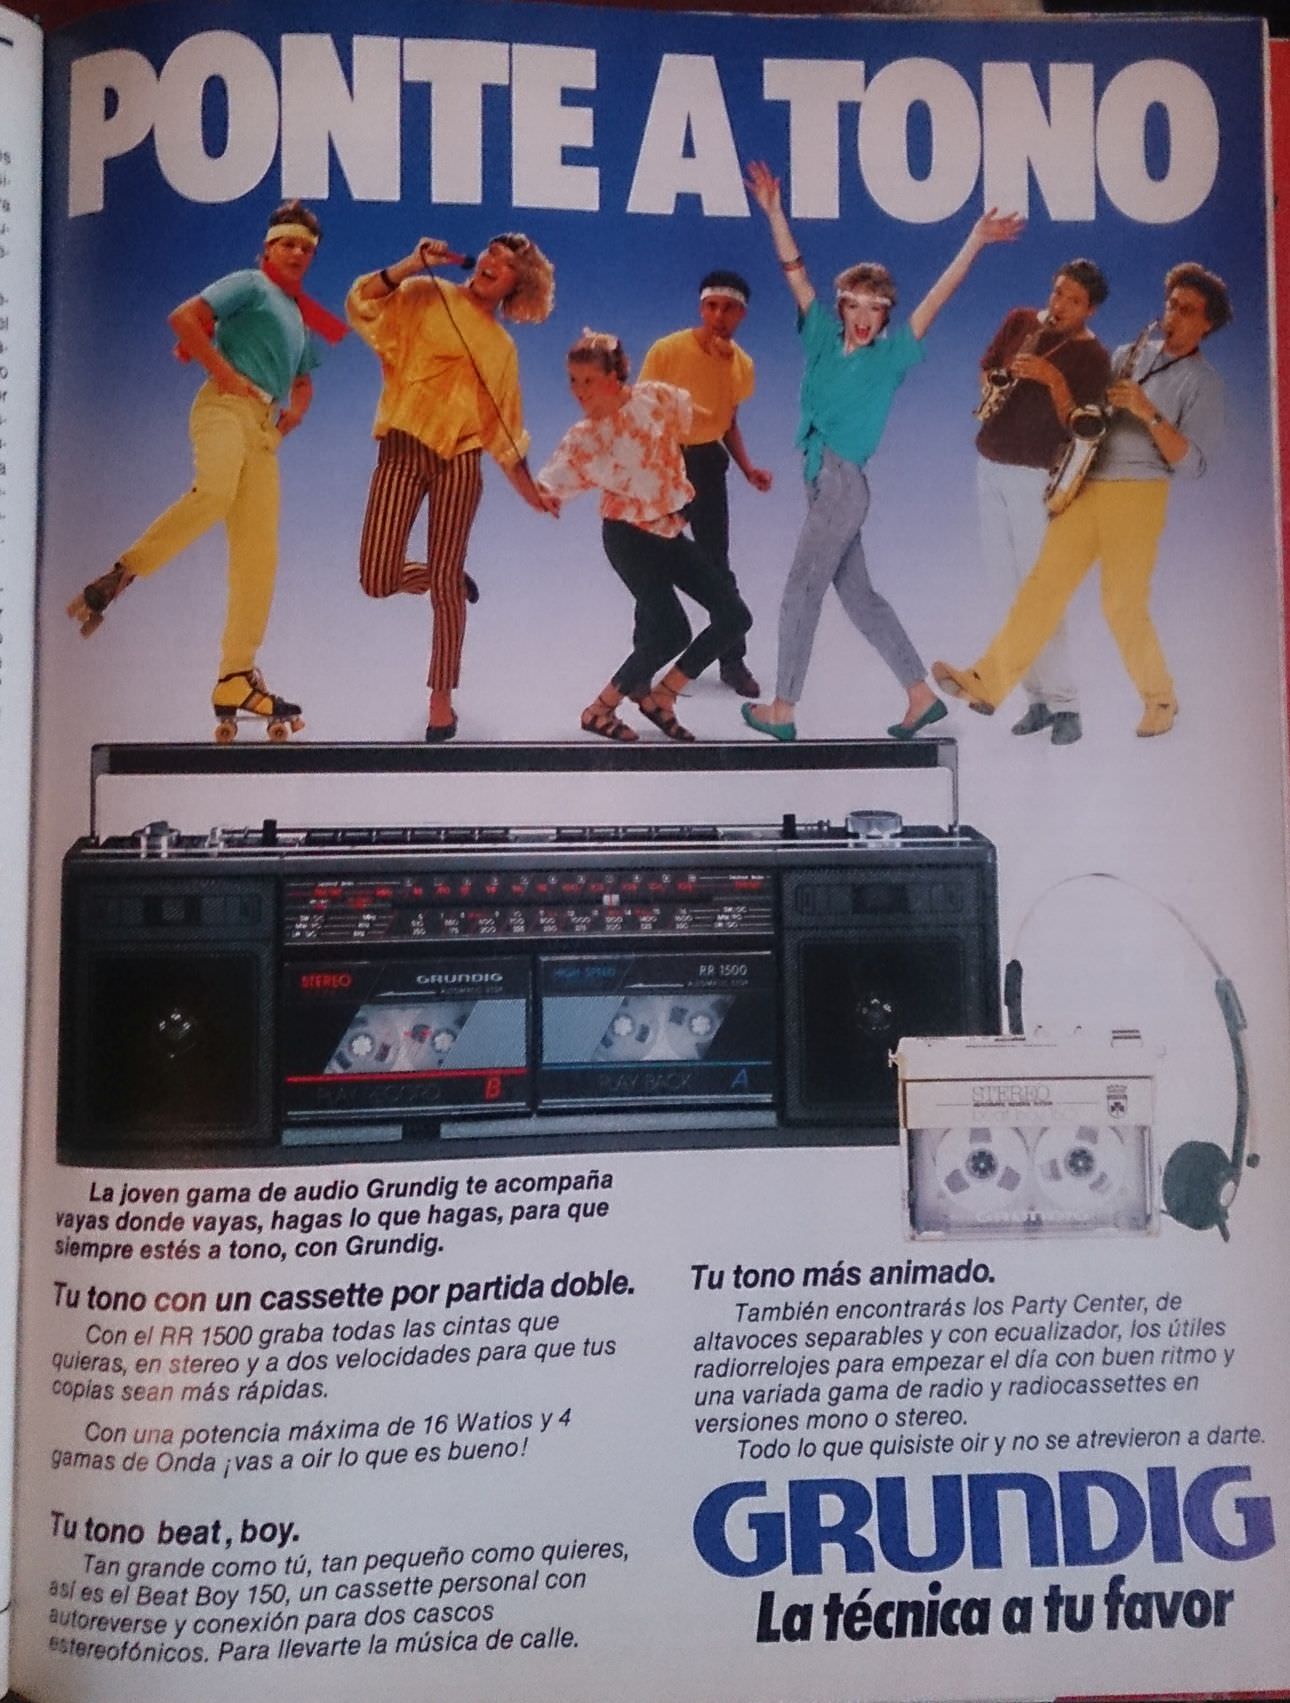 PONTE A TONO
STEREO
GRUNDIG
AUTOMATIC STOP
HIGH SPEED
RR 1500
AUTOMATIC STOP
B
PLAY BACK
A
STEREO
La joven gama de audio Grundig te acompaña
vayas donde vayas, hagas lo que hagas, para que
siempre estés a tono, con Grundig.
Tu tono con un cassette por partida doble.
Con el RR 1500 graba todas las cintas que
quieras, en stereo y a dos velocidades para que tus
copias sean más rápidas.
Con una potencia máxima de 16 Watios y 4
gamas de Onda ¡vas a oir lo que es bueno!
Tu tono beat, boy.
Tan grande como tú, tan pequeño como quieres,
así es el Beat Boy 150, un cassette personal con
autoreverse y conexión para dos cascos
estereofónicos. Para llevarte la música de calle.
Tu tono más animado.
También encontrarás los Party Center, de
altavoces separables y con ecualizador, los útiles
radiorrelojes para empezar el día con buen ritmo y
una variada gama de radio y radiocassettes en
versiones mono o stereo.
Todo lo que quisiste oir y no se atrevieron a darte.
GRUNDIG
La técnica a tu favor